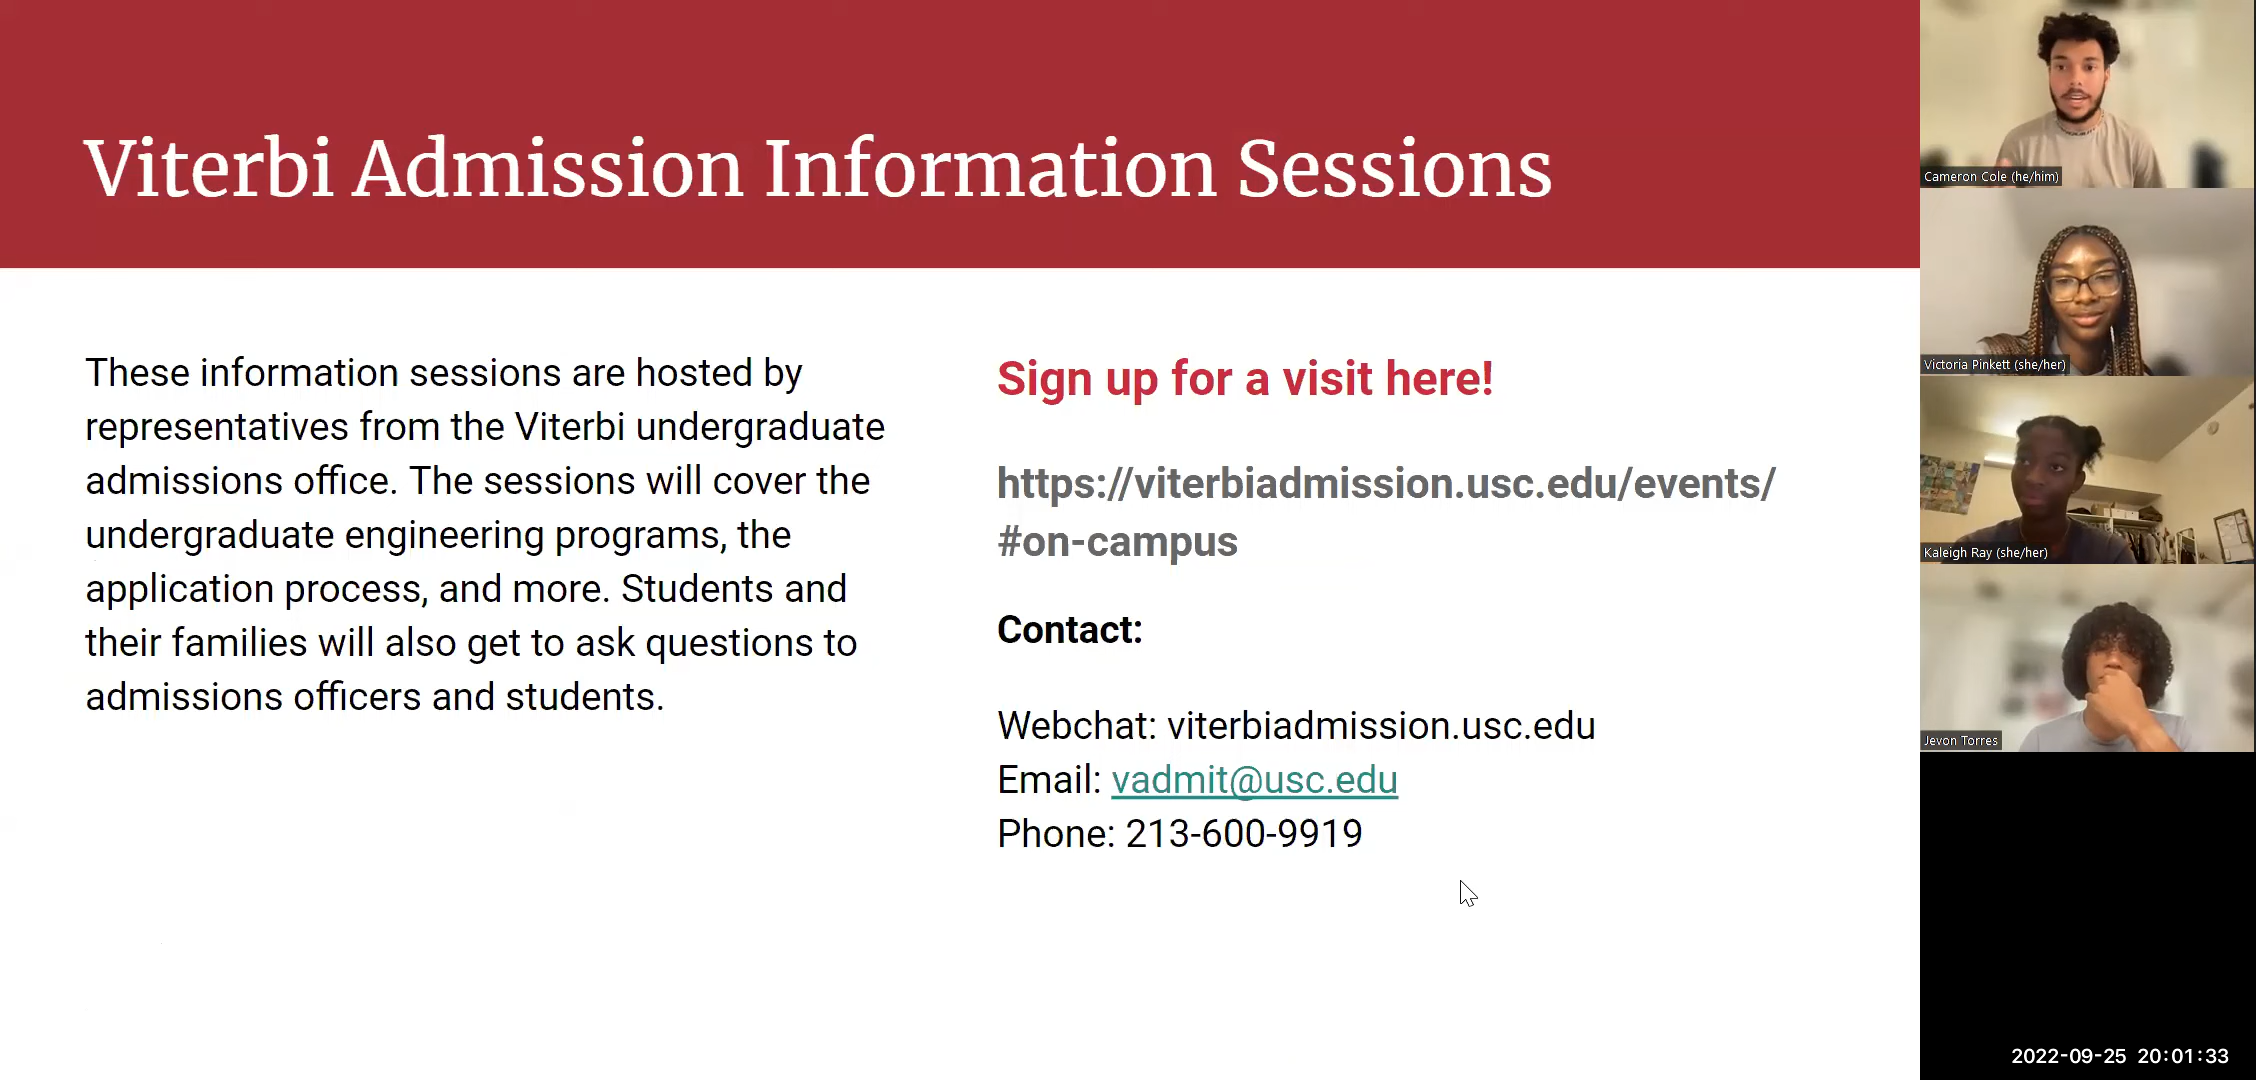 Viterbi Admission Information Sessions
These information sessions are hosted by
representatives from the Viterbi undergraduate
admissions office. The sessions will cover the
undergraduate engineering programs, the
application process, and more. Students and
their families will also get to ask questions to
admissions officers and students.
Sign up for a visit here!
https://viterbiadmission.usc.edu/events/
#on-campus
Contact:
Webchat: viterbiadmission.usc.edu
Email: vadmit@usc.edu
Phone: 213-600-9919
Cameron Cole (he/him)
Victoria Pinkett (she/her)
Kaleigh Ray (she/her)
Jevon Torres
2022-09-25 20:01:33